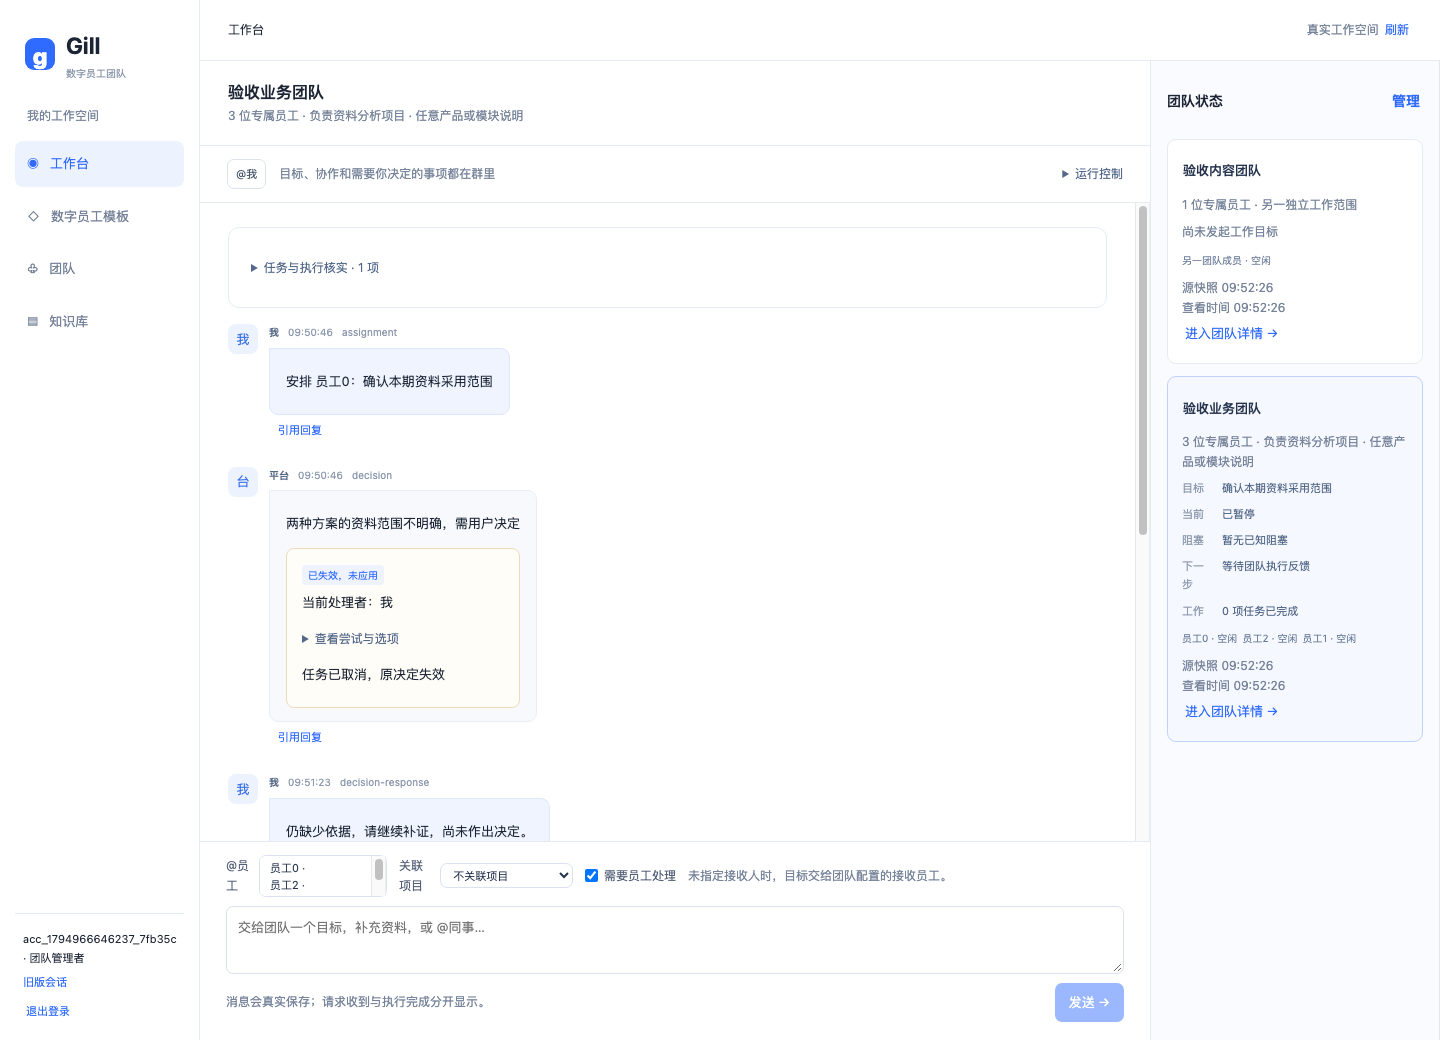 g
Gill
数字员工团队
我的工作空间
工作台
数字员工模板
团队
知识库
acc_1794966646237_7fb35c
· 团队管理者
旧版会话
退出登录
工作台
真实工作空间 刷新
验收业务团队
3 位专属员工 · 负责资料分析项目 · 任意产品或模块说明
@我 目标、协作和需要你决定的事项都在群里
运行控制
任务与执行核实 · 1 项
我
我 09:50:46 assignment
安排 员工0：确认本期资料采用范围
引用回复
台
平台 09:50:46 decision
两种方案的资料范围不明确，需用户决定
已失效，未应用
当前处理者：我
查看尝试与选项
任务已取消，原决定失效
引用回复
我
我 09:51:23 decision-response
仍缺少依据，请继续补证，尚未作出决定。
@员工
员工0 ·
员工2 ·
关联项目
不关联项目
需要员工处理 未指定接收人时，目标交给团队配置的接收员工。
交给团队一个目标，补充资料，或 @同事...
消息会真实保存；请求收到与执行完成分开显示。
发送 →
团队状态 管理
验收内容团队
1 位专属员工 · 另一独立工作范围
尚未发起工作目标
另一团队成员 · 空闲
源快照 09:52:26
查看时间 09:52:26
进入团队详情 →
验收业务团队
3 位专属员工 · 负责资料分析项目 · 任意产
品或模块说明
目标 确认本期资料采用范围
当前 已暂停
阻塞 暂无已知阻塞
下一步 等待团队执行反馈
工作 0 项任务已完成
员工0 · 空闲 员工2 · 空闲 员工1 · 空闲
源快照 09:52:26
查看时间 09:52:26
进入团队详情 →